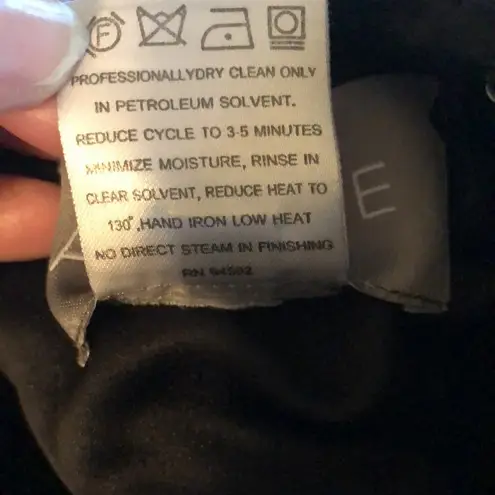 F
PROFESSIONALLYDRY CLEAN ONLY
IN PETROLEUM SOLVENT.
REDUCE CYCLE TO 3-5 MINUTES
MINIMIZE MOISTURE, RINSE IN
CLEAR SOLVENT, REDUCE HEAT TO
130°,HAND IRON LOW HEAT
NO DIRECT STEAM IN FINISHING
RN
E